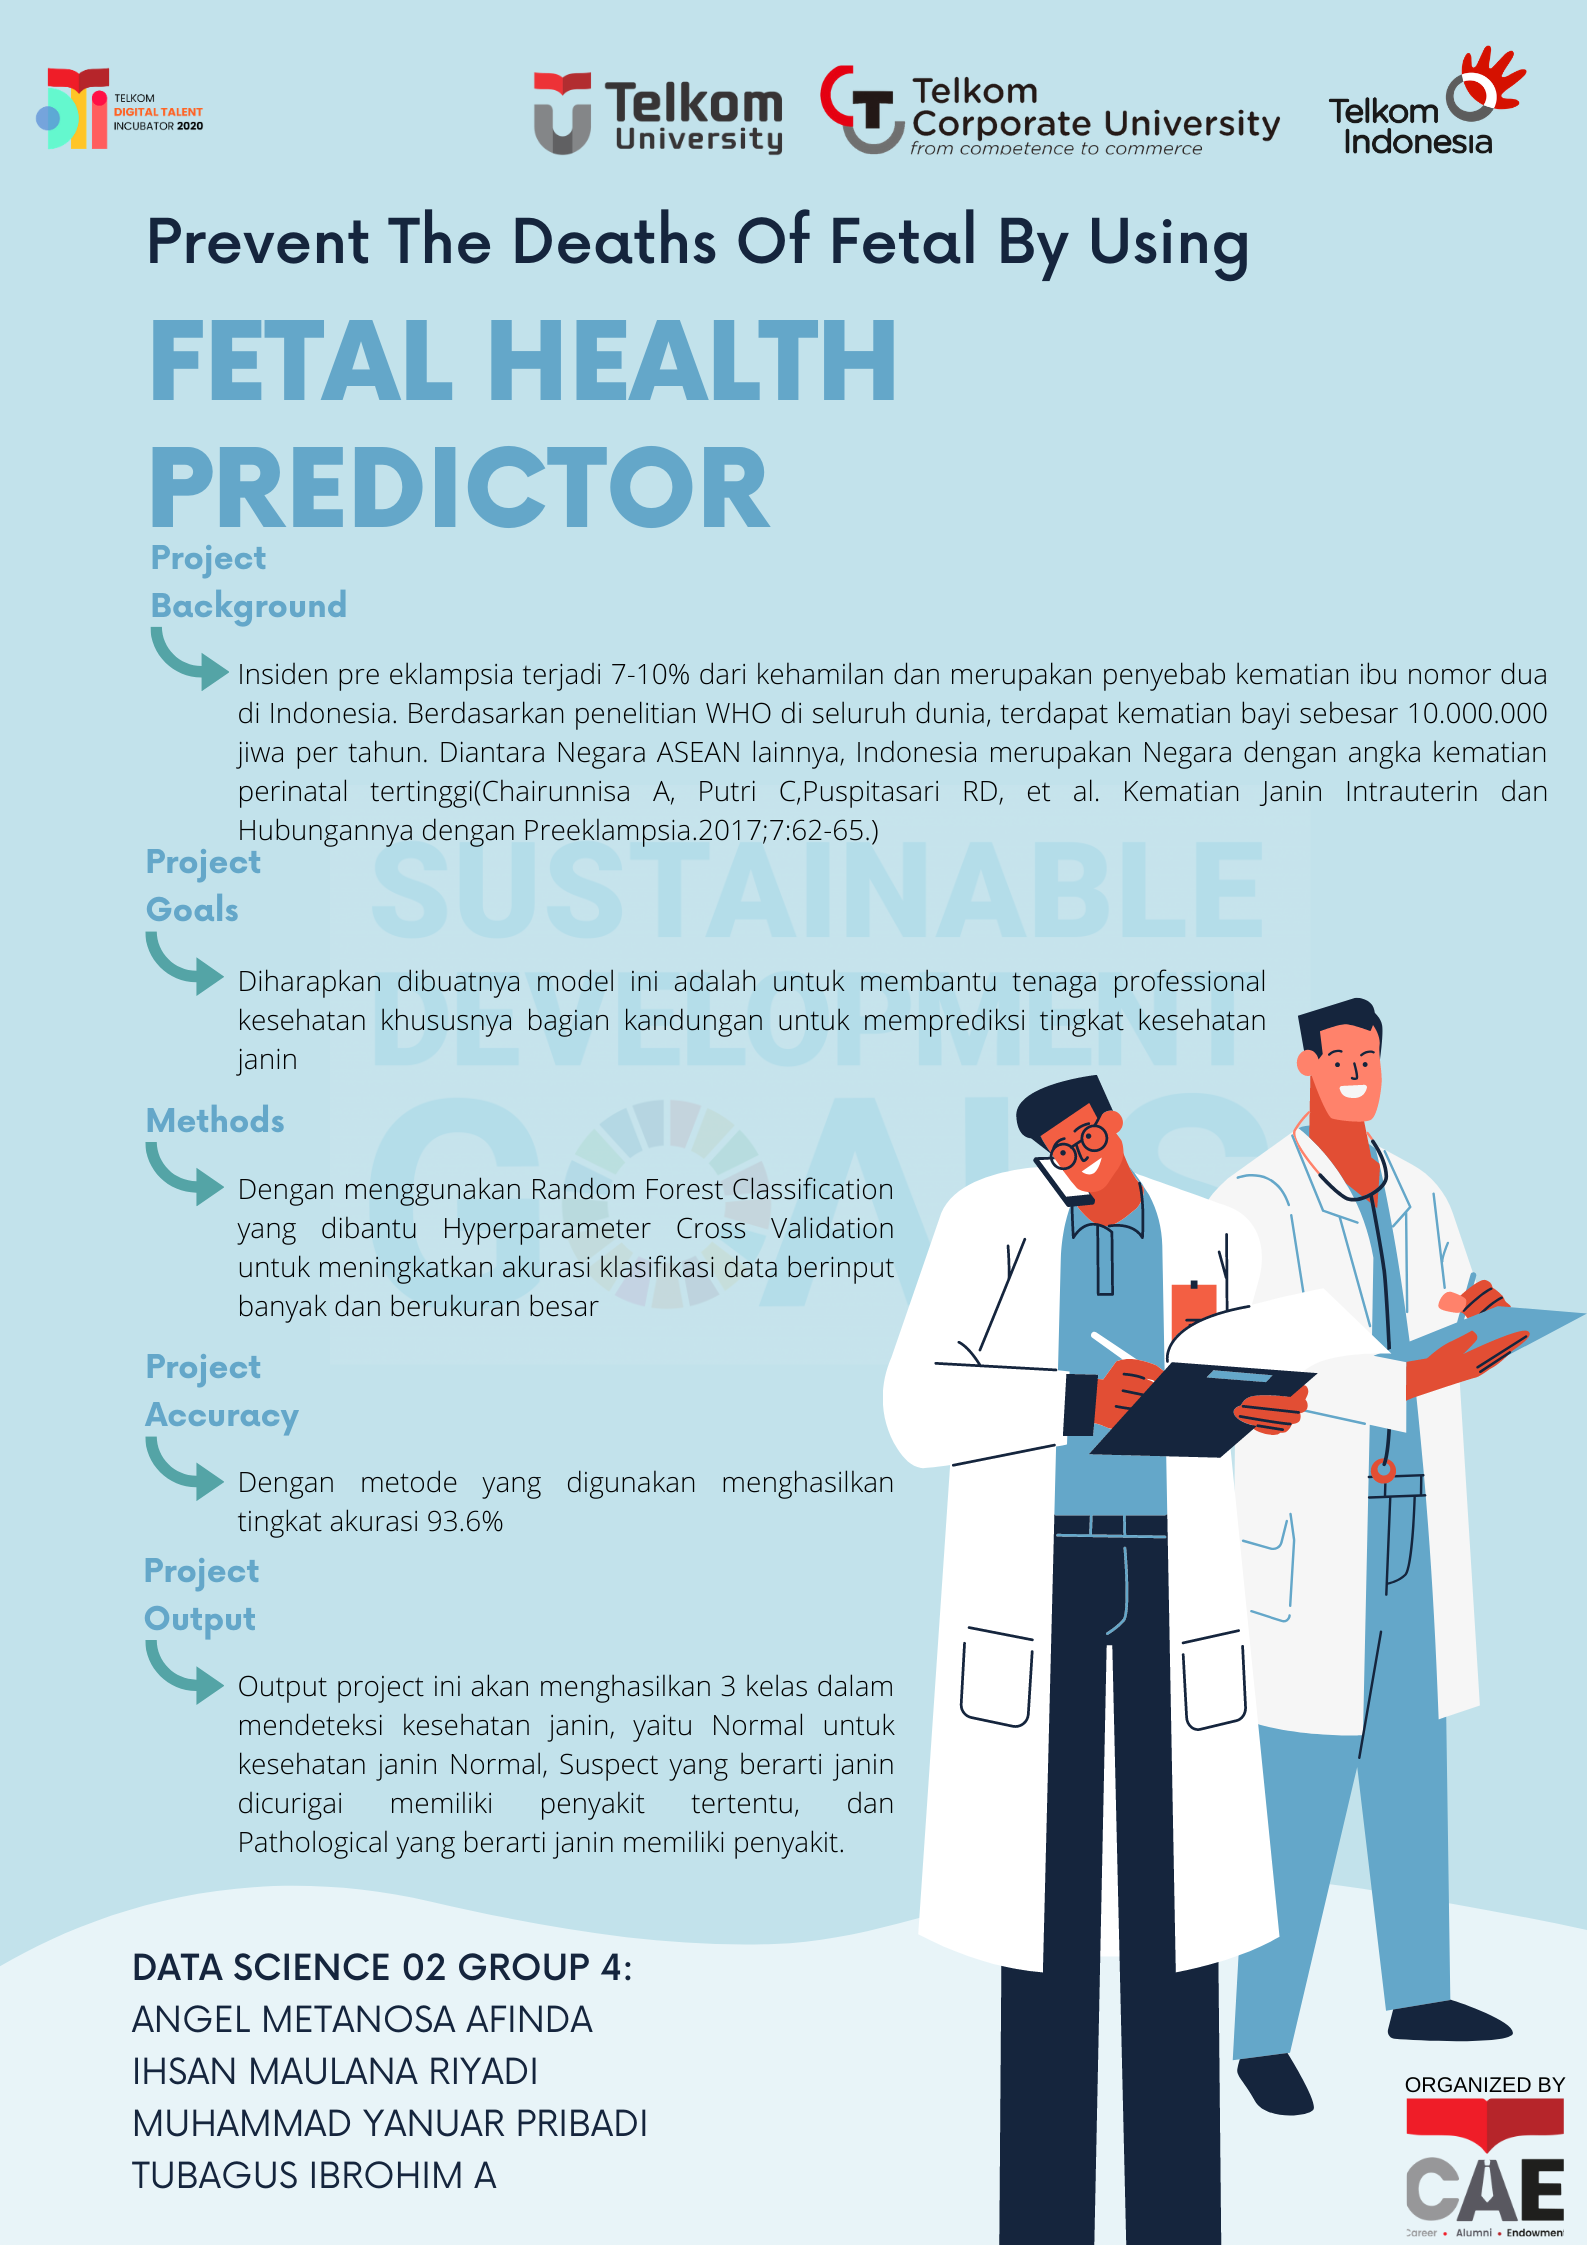 TELKOM
DIGITAL TALENT
INCUBATOR 2020
Telkom
University
Telkom
Corporate University
from competence to commerce
Telkom
Indonesia
Prevent The Deaths Of Fetal By Using
FETAL HEALTH
PREDICTOR
Project
Background
Insiden pre eklampsia terjadi 7-10% dari kehamilan dan merupakan penyebab kematian ibu nomor dua
di Indonesia. Berdasarkan penelitian WHO di seluruh dunia, terdapat kematian bayi sebesar 10.000.000
jiwa per tahun. Diantara Negara ASEAN lainnya, Indonesia merupakan Negara dengan angka kematian
perinatal tertinggi(Chairunnisa A, Putri C,Puspitasari RD, et al. Kematian Janin Intrauterin dan
Hubungannya dengan Preeklampsia.2017;7:62-65.)
SUSTAINABLE
DEVELOPMENT
GOALS
Project
Goals
Diharapkan dibuatnya model ini adalah untuk membantu tenaga professional
kesehatan khususnya bagian kandungan untuk memprediksi tingkat kesehatan
janin
Methods
Dengan menggunakan Random Forest Classification
yang dibantu Hyperparameter Cross Validation
untuk meningkatkan akurasi klasifikasi data berinput
banyak dan berukuran besar
Project
Accuracy
Dengan metode yang digunakan menghasilkan
tingkat akurasi 93.6%
Project
Output
Output project ini akan menghasilkan 3 kelas dalam
mendeteksi kesehatan janin, yaitu Normal untuk
kesehatan janin Normal, Suspect yang berarti janin
dicurigai memiliki penyakit tertentu, dan
Pathological yang berarti janin memiliki penyakit.
DATA SCIENCE 02 GROUP 4:
ANGEL METANOSA AFINDA
IHSAN MAULANA RIYADI
MUHAMMAD YANUAR PRIBADI
TUBAGUS IBROHIM A
ORGANIZED BY
CAE
Career • Alumni • Endowment